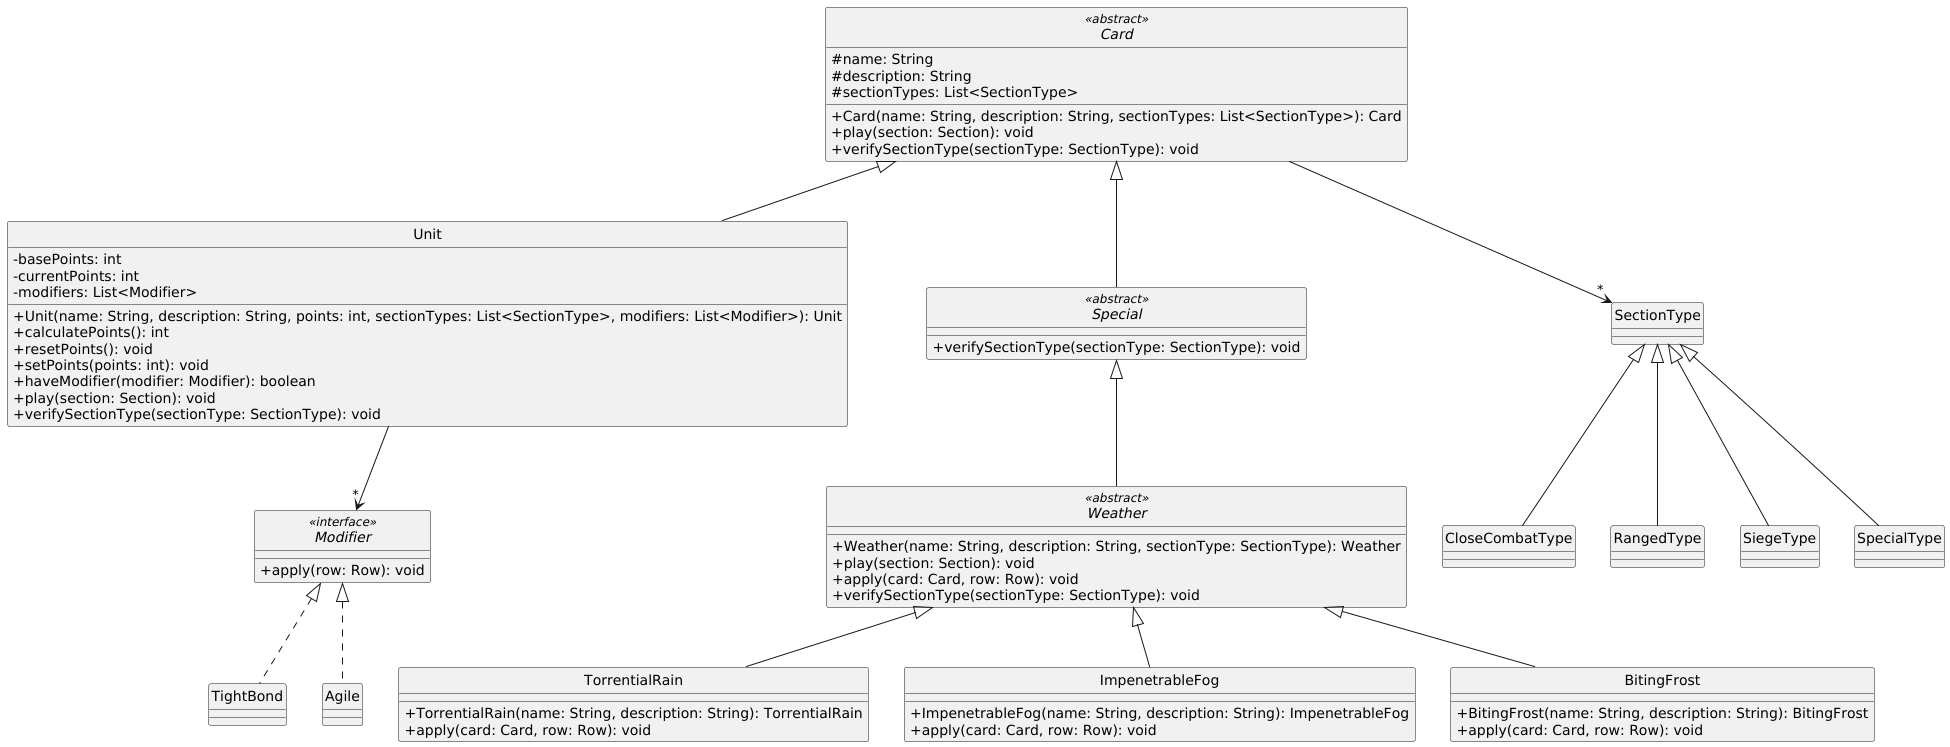 «abstract»
Card
#name: String
#description: String
#sectionTypes: List<SectionType>
+Card(name: String, description: String, sectionTypes: List<SectionType>): Card
+play(section: Section): void
+verifySectionType(sectionType: SectionType): void
Unit
-basePoints: int
-currentPoints: int
-modifiers: List<Modifier>
+Unit(name: String, description: String, points: int, sectionTypes: List<SectionType>, modifiers: List<Modifier>): Unit
+calculatePoints(): int
+resetPoints(): void
+setPoints(points: int): void
+haveModifier(modifier: Modifier): boolean
+play(section: Section): void
+verifySectionType(sectionType: SectionType): void
«abstract»
Special
+verifySectionType(sectionType: SectionType): void
*
SectionType
*
«interface»
Modifier
+apply(row: Row): void
«abstract»
Weather
+Weather(name: String, description: String, sectionType: SectionType): Weather
+play(section: Section): void
+apply(card: Card, row: Row): void
+verifySectionType(sectionType: SectionType): void
CloseCombatType
RangedType
SiegeType
SpecialType
TightBond
Agile
TorrentialRain
+TorrentialRain(name: String, description: String): TorrentialRain
+apply(card: Card, row: Row): void
ImpenetrableFog
+ImpenetrableFog(name: String, description: String): ImpenetrableFog
+apply(card: Card, row: Row): void
BitingFrost
+BitingFrost(name: String, description: String): BitingFrost
+apply(card: Card, row: Row): void